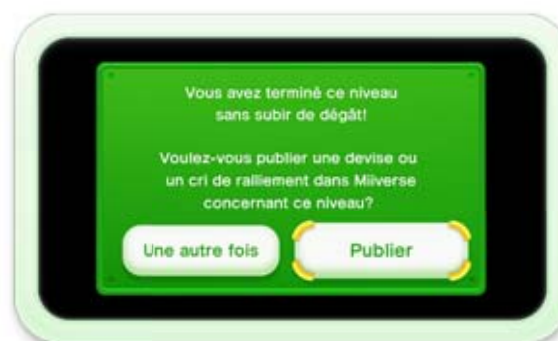 Vous avez terminé ce niveau
sans subir de dégât!
Voulez-vous publier une devise ou
un cri de ralliement dans Miiverse
concernant ce niveau?
Une autre fois
Publier